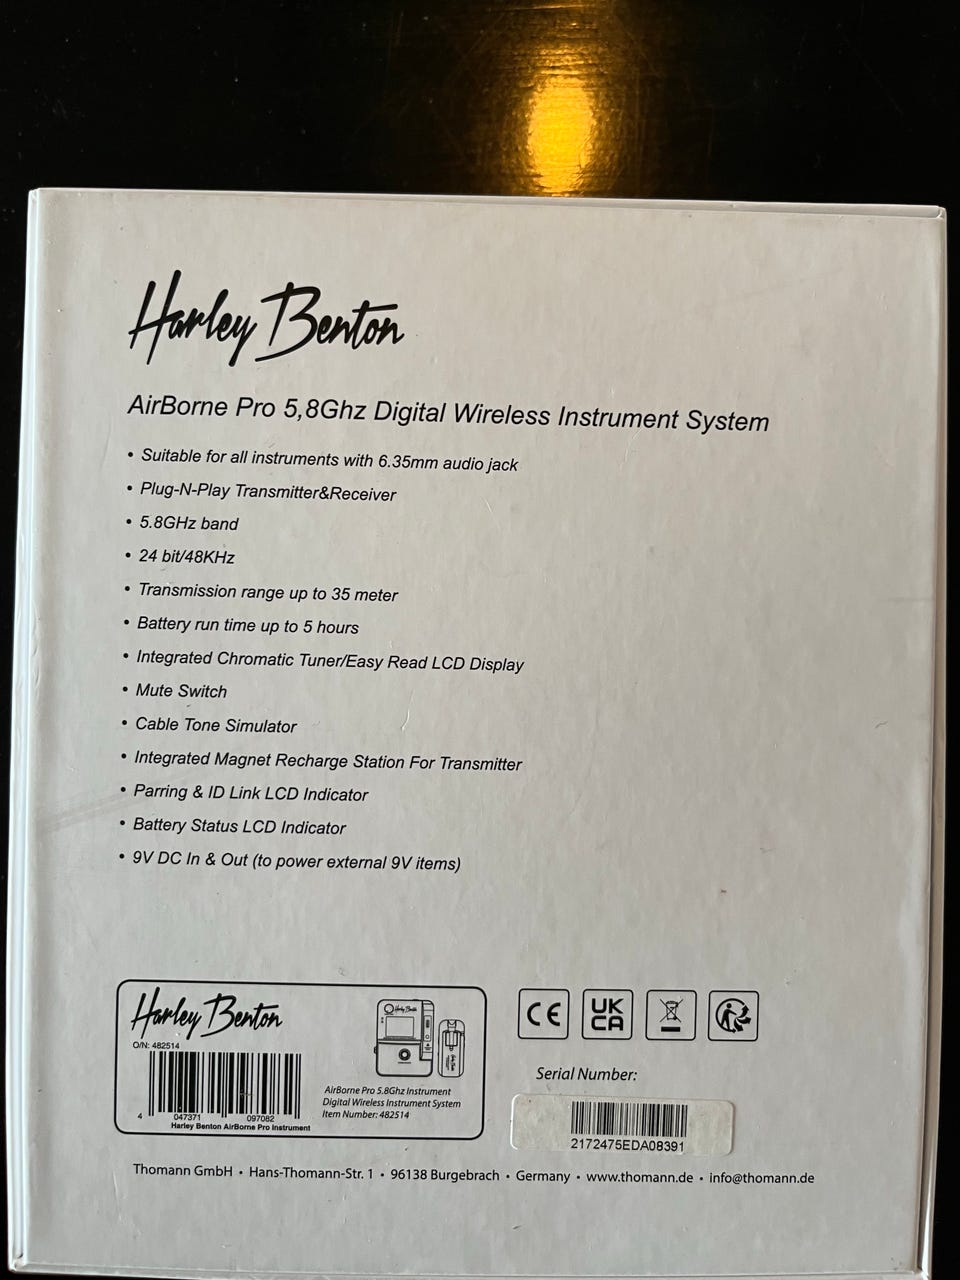 Harley Benton
AirBorne Pro 5,8Ghz Digital Wireless Instrument System
• Suitable for all instruments with 6.35mm audio jack
• Plug-N-Play Transmitter&Receiver
• 5.8GHz band
• 24 bit/48KHz
• Transmission range up to 35 meter
• Battery run time up to 5 hours
• Integrated Chromatic Tuner/Easy Read LCD Display
• Mute Switch
• Cable Tone Simulator
• Integrated Magnet Recharge Station For Transmitter
• Parring & ID Link LCD Indicator
• Battery Status LCD Indicator
• 9V DC In & Out (to power external 9V items)
Harley Benton
O/N: 482514
4 047371 097082
Harley Benton AirBorne Pro Instrument
Harley Benton
AirBorne Pro 5.8Ghz Instrument
Digital Wireless Instrument System
Item Number: 482514
CE
UK
CA
Serial Number:
2172475EDA08391
Thomann GmbH • Hans-Thomann-Str. 1 • 96138 Burgebrach • Germany • www.thomann.de • info@thomann.de